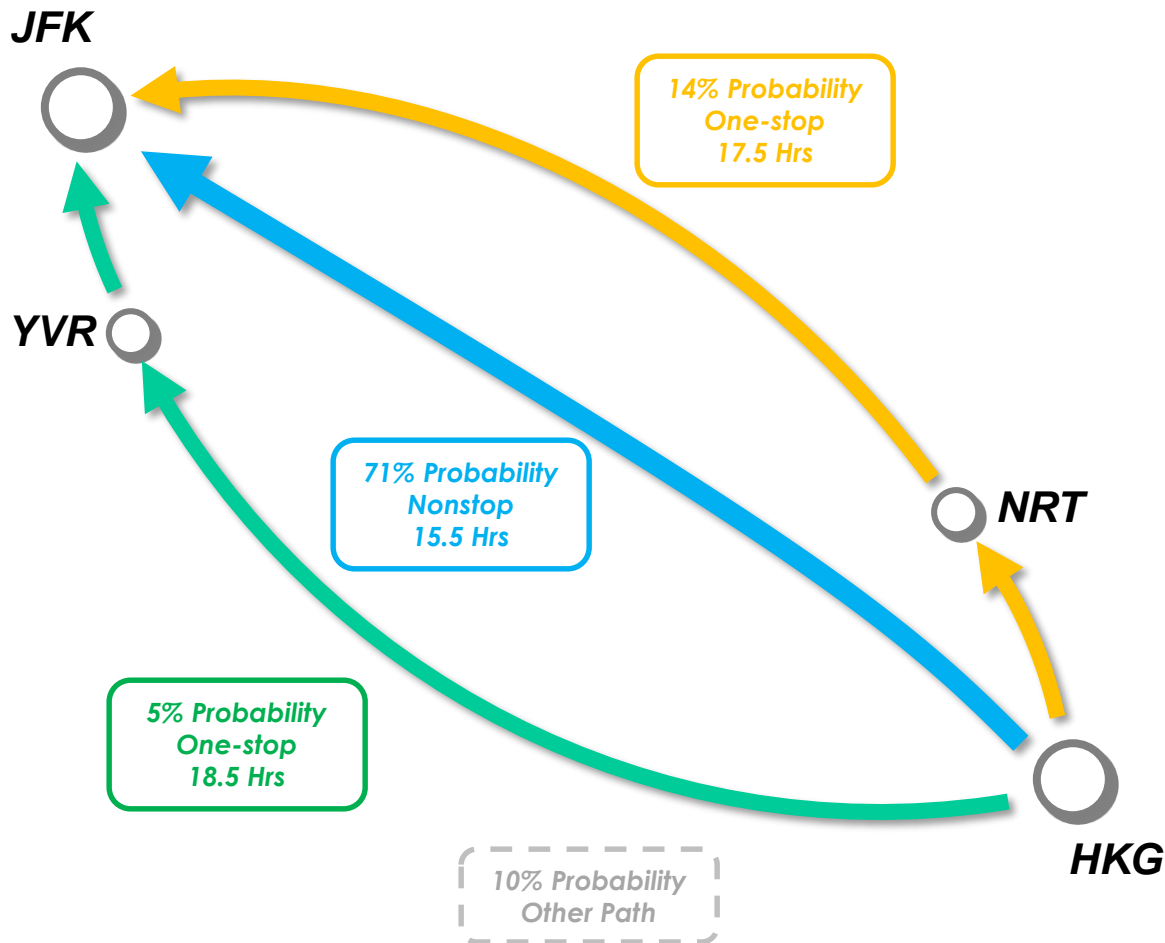 JFK
14% Probability
One-stop
17.5 Hrs
YVR
71% Probability
Nonstop
15.5 Hrs
NRT
5% Probability
One-stop
18.5 Hrs
HKG
10% Probability
Other Path